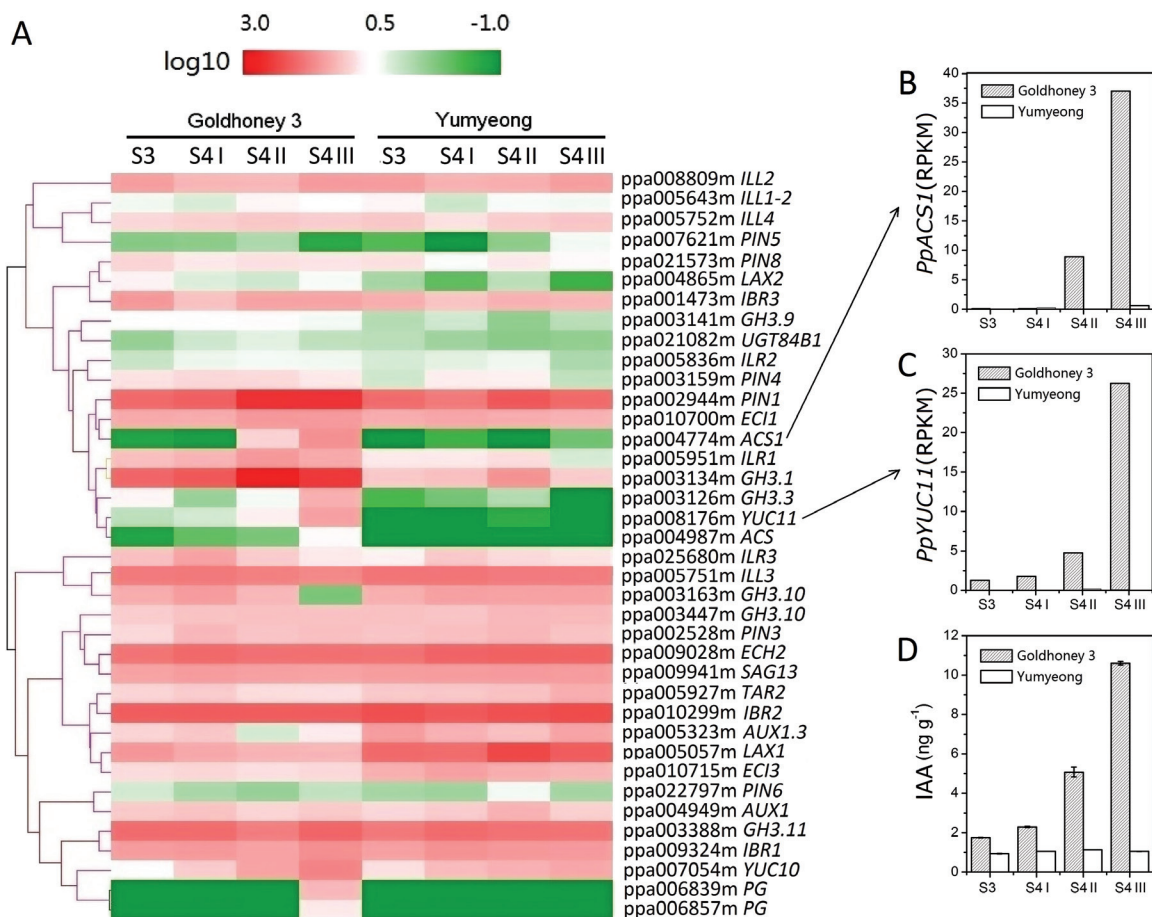 A
3.0 0.5 -1.0
log10
Goldhoney 3 Yumyeong
S3 S4 I S4 II S4 III S3 S4 I S4 II S4 III
ppa008809m ILL2
ppa005643m ILL1-2
ppa005752m ILL4
ppa007621m PIN5
ppa021573m PIN8
ppa004865m LAX2
ppa001473m IBR3
ppa003141m GH3.9
ppa021082m UGT84B1
ppa005836m ILR2
ppa003159m PIN4
ppa002944m PIN1
ppa010700m ECI1
ppa004774m ACS1
ppa005951m ILR1
ppa003134m GH3.1
ppa003126m GH3.3
ppa008176m YUC11
ppa004987m ACS
ppa025680m ILR3
ppa005751m ILL3
ppa003163m GH3.10
ppa003447m GH3.10
ppa002528m PIN3
ppa009028m ECH2
ppa009941m SAG13
ppa005927m TAR2
ppa010299m IBR2
ppa005323m AUX1.3
ppa005057m LAX1
ppa010715m ECI3
ppa022797m PIN6
ppa004949m AUX1
ppa003388m GH3.11
ppa009324m IBR1
ppa007054m YUC10
ppa006839m PG
ppa006857m PG
B
PpACS1(RPKM)
40
35
30
25
20
15
10
5
0
Goldhoney 3
Yumyeong
S3 S4 I S4 II S4 III
C
PpYUC11(RPKM)
30
25
20
15
10
5
0
Goldhoney 3
Yumyeong
S3 S4 I S4 II S4 III
D
IAA (ng g-1)
12
10
8
6
4
2
0
Goldhoney 3
Yumyeong
S3 S4 I S4 II S4 III